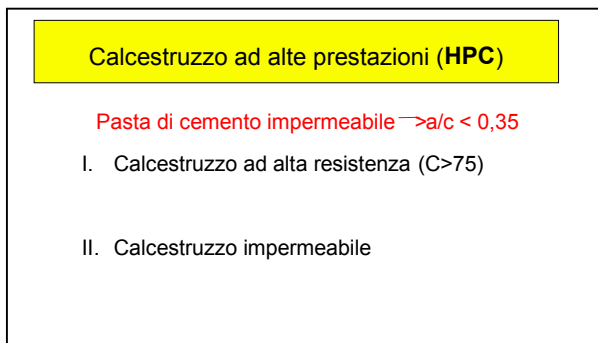 Calcestruzzo ad alte prestazioni (HPC)
Pasta di cemento impermeabile →a/c < 0,35
I. Calcestruzzo ad alta resistenza (C>75)
II. Calcestruzzo impermeabile